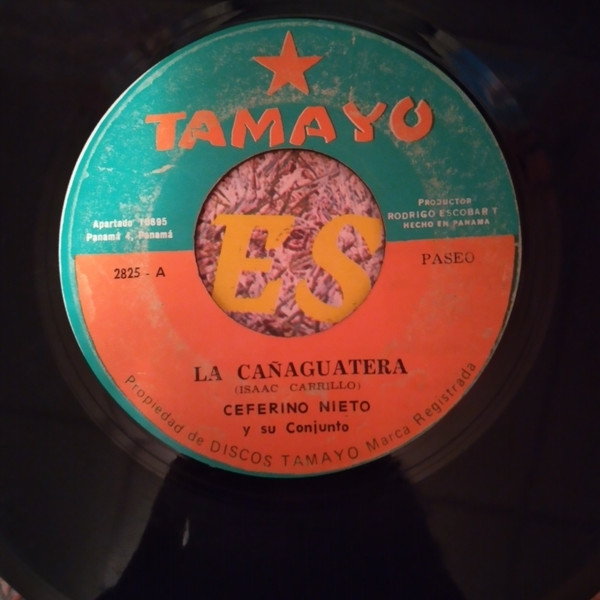 TAMAYO
PRODUCTOR
RODRIGO ESCOBAR T
HECHO EN PANAMA
Apartado 10695
Panamá 4, Panamá
2825 - A
PASEO
ES
LA CAÑAGUATERA
(ISAAC CARRILLO)
CEFERINO NIETO
y su Conjunto
Propiedad de DISCOS TAMAYO Marca Registrada